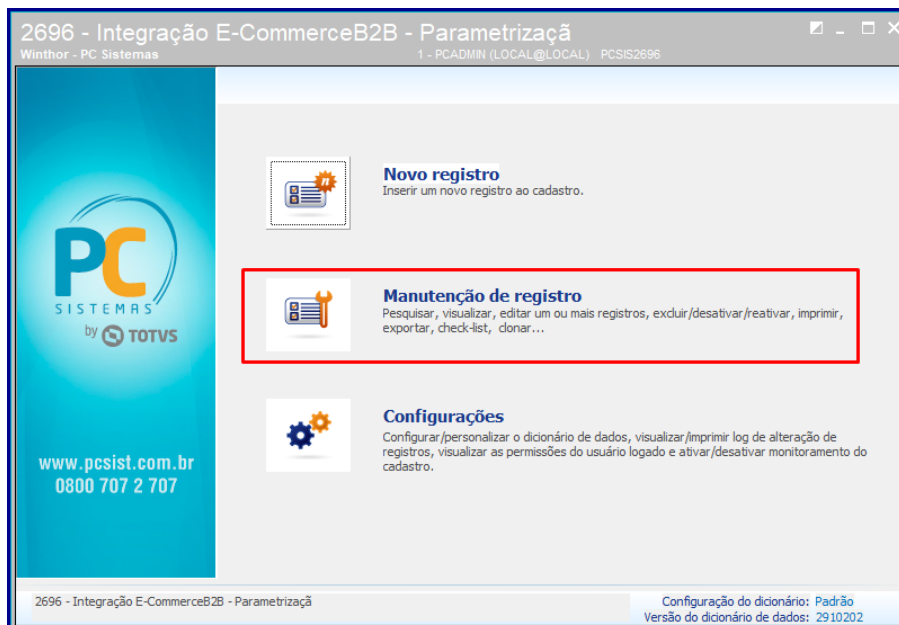 2696 - Integração E-CommerceB2B - Parametrizaçã
Winthor - PC Sistemas
1 - PCADMIN (LOCAL@LOCAL) PCSIS2696
PC
SISTEMAS
by TOTVS
www.pcsist.com.br
0800 707 2 707
Novo registro
Inserir um novo registro ao cadastro.
Manutenção de registro
Pesquisar, visualizar, editar um ou mais registros, excluir/desativar/reativar, imprimir,
exportar, check-list, clonar...
Configurações
Configurar/personalizar o dicionário de dados, visualizar/imprimir log de alteração de
registros, visualizar as permissões do usuário logado e ativar/desativar monitoramento do
cadastro.
2696 - Integração E-CommerceB2B - Parametrizaçã
Configuração do dicionário: Padrão
Versão do dicionário de dados: 2910202